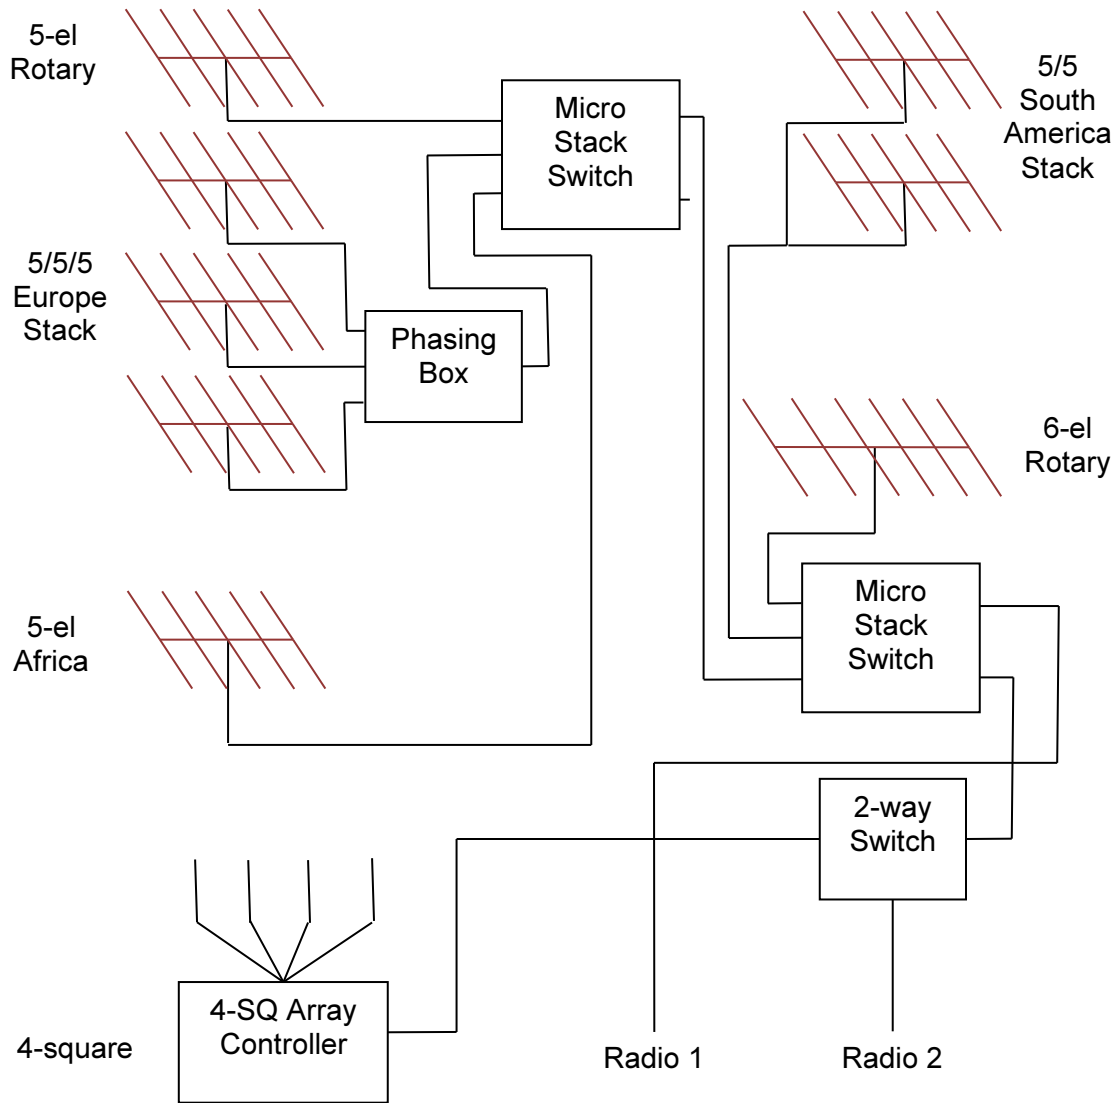 5-el
Rotary
Micro
Stack
Switch
5/5
South
America
Stack
5/5/5
Europe
Stack
Phasing
Box
6-el
Rotary
5-el
Africa
Micro
Stack
Switch
2-way
Switch
4-SQ Array
Controller
4-square
Radio 1
Radio 2